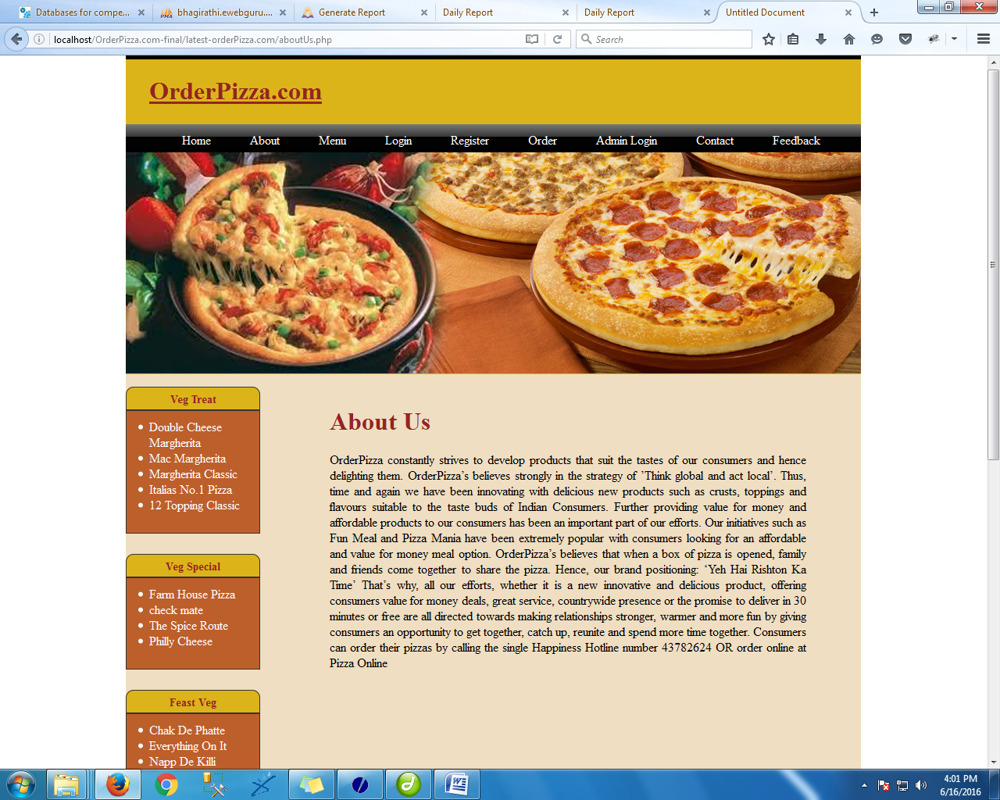 Databases for compe...
bhagirathi.ewebguru....
Generate Report
Daily Report
Daily Report
Untitled Document
localhost/OrderPizza.com-final/latest-orderPizza.com/aboutUs.php
Search
OrderPizza.com
Home About Menu Login Register Order Admin Login Contact Feedback
Veg Treat
Double Cheese
Margherita
Mac Margherita
Margherita Classic
Italias No.1 Pizza
12 Topping Classic
Veg Special
Farm House Pizza
check mate
The Spice Route
Philly Cheese
Feast Veg
Chak De Phatte
Everything On It
Napp De Killi
About Us
OrderPizza constantly strives to develop products that suit the tastes of our consumers and hence
delighting them. OrderPizza’s believes strongly in the strategy of ’Think global and act local’. Thus,
time and again we have been innovating with delicious new products such as crusts, toppings and
flavours suitable to the taste buds of Indian Consumers. Further providing value for money and
affordable products to our consumers has been an important part of our efforts. Our initiatives such as
Fun Meal and Pizza Mania have been extremely popular with consumers looking for an affordable
and value for money meal option. OrderPizza’s believes that when a box of pizza is opened, family
and friends come together to share the pizza. Hence, our brand positioning: ‘Yeh Hai Rishton Ka
Time’ That’s why, all our efforts, whether it is a new innovative and delicious product, offering
consumers value for money deals, great service, countrywide presence or the promise to deliver in 30
minutes or free are all directed towards making relationships stronger, warmer and more fun by giving
consumers an opportunity to get together, catch up, reunite and spend more time together. Consumers
can order their pizzas by calling the single Happiness Hotline number 43782624 OR order online at
Pizza Online
4:01 PM
6/16/2016